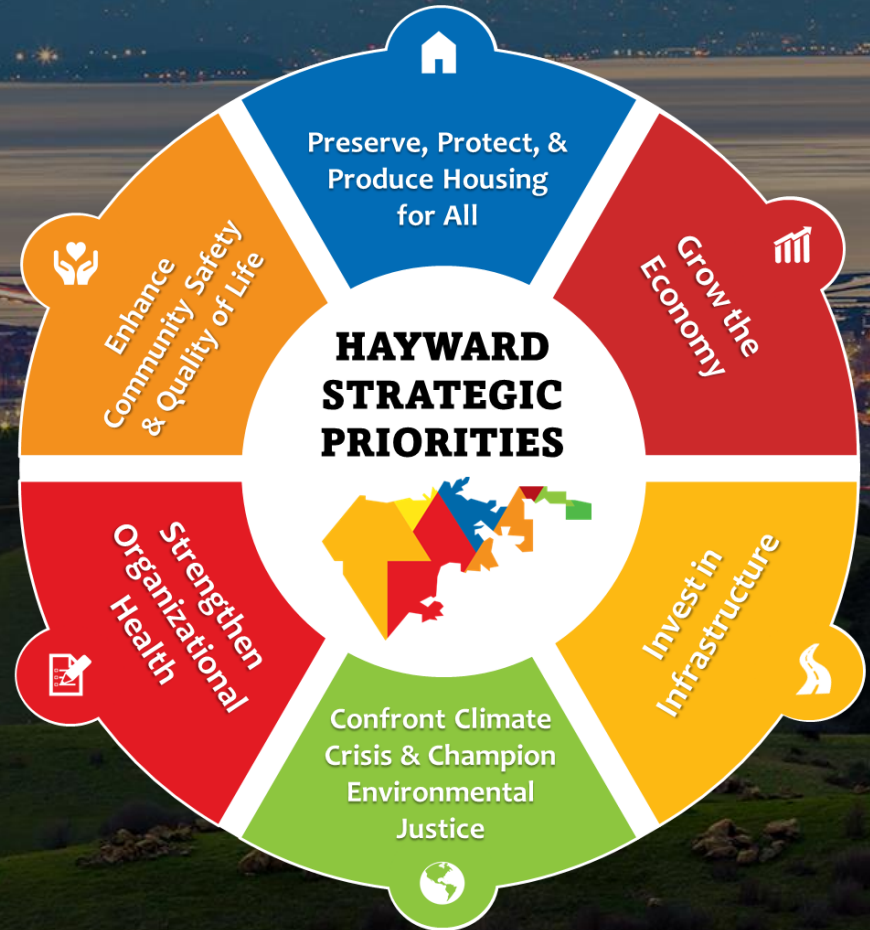 Preserve, Protect, &
Produce Housing
for All
Grow the
Economy
Invest in
Infrastructure
Confront Climate
Crisis & Champion
Environmental
Justice
Strengthen
Organizational
Health
Enhance
Community Safety
& Quality of Life
HAYWARD
STRATEGIC
PRIORITIES